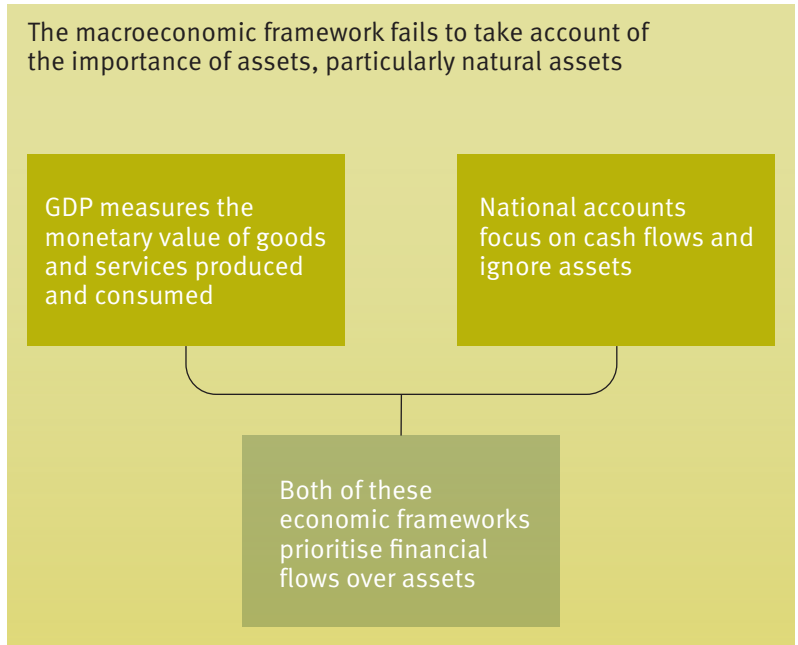 The macroeconomic framework fails to take account of
the importance of assets, particularly natural assets
GDP measures the
monetary value of goods
and services produced
and consumed
National accounts
focus on cash flows and
ignore assets
Both of these
economic frameworks
prioritise financial
flows over assets